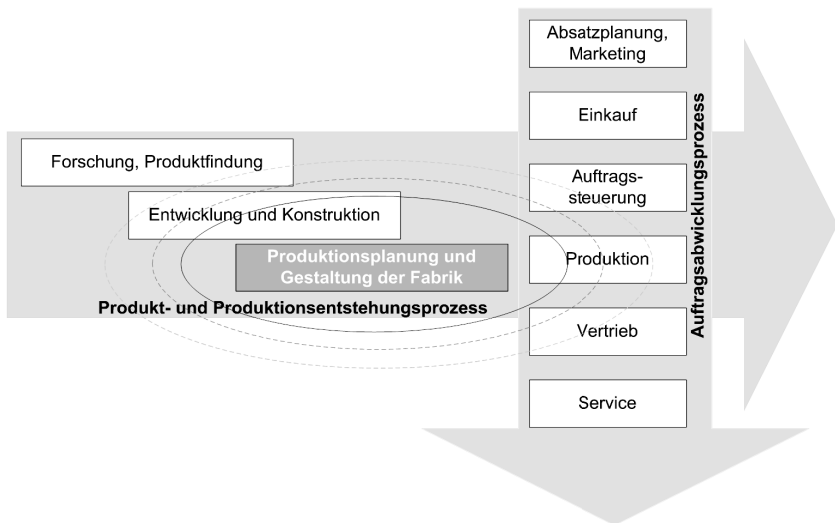 Absatzplanung,
Marketing
Einkauf
Forschung, Produktfindung
Auftrags-
steuerung
Entwicklung und Konstruktion
Produktionsplanung und
Gestaltung der Fabrik
Produktion
Produkt- und Produktionsentstehungsprozess
Vertrieb
Service
Auftragsabwicklungsprozess